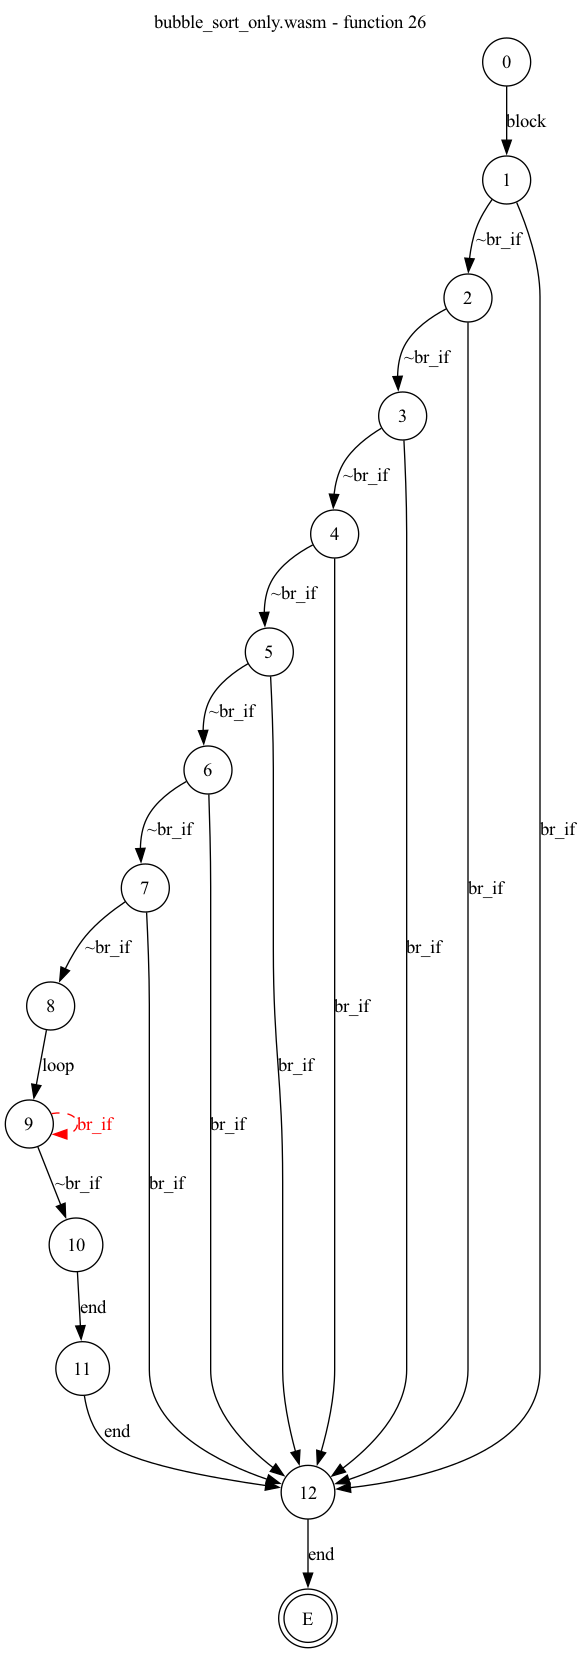 bubble_sort_only.wasm - function 26
0
block
1
~br_if
2
~br_if
3
~br_if
4
~br_if
5
~br_if
6
~br_if
br_if
7
br_if
~br_if
br_if
8
br_if
loop
br_if
9
br_if
br_if
~br_if
br_if
10
end
11
end
12
end
E